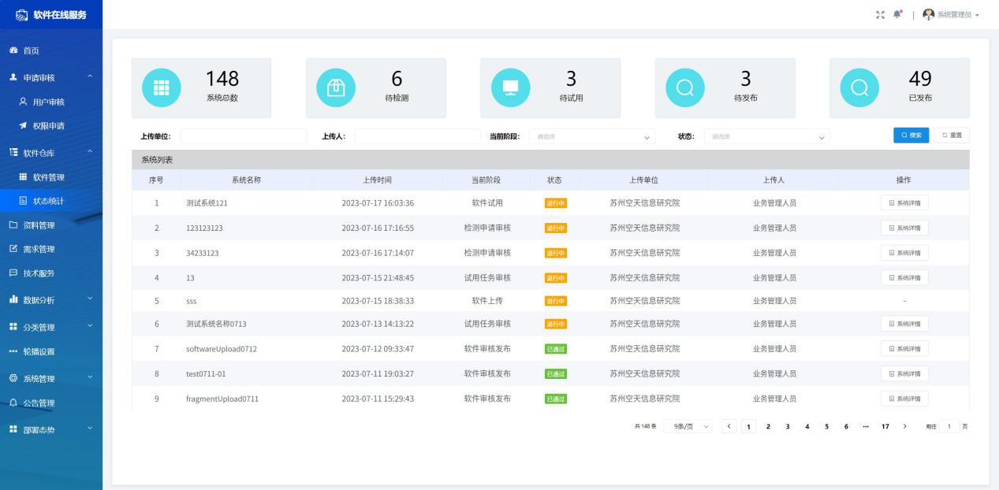 软件在线服务
系统管理员
首页
申请审核
用户审核
权限申请
软件仓库
软件管理
状态统计
资料管理
需求管理
技术服务
数据分析
分类管理
轮播设置
系统管理
公告管理
部署态势
148 系统总数
6 待检测
3 待试用
3 待发布
49 已发布
上传单位: 上传人: 当前阶段: 请选择 状态: 请选择 搜索 重置
系统列表
序号 系统名称 上传时间 当前阶段 状态 上传单位 上传人 操作
1 测试系统121 2023-07-17 16:03:36 软件试用 进行中 苏州空天信息研究院 业务管理人员 系统详情
2 123123123 2023-07-16 17:16:55 检测申请审核 进行中 苏州空天信息研究院 业务管理人员 系统详情
3 34233123 2023-07-16 17:14:07 检测申请审核 进行中 苏州空天信息研究院 业务管理人员 系统详情
4 13 2023-07-15 21:48:45 试用任务审核 进行中 苏州空天信息研究院 业务管理人员 系统详情
5 sss 2023-07-15 18:38:33 软件上传 进行中 苏州空天信息研究院 业务管理人员 -
6 测试系统名称0713 2023-07-13 14:13:22 试用任务审核 进行中 苏州空天信息研究院 业务管理人员 系统详情
7 softwareUpload0712 2023-07-12 09:33:47 软件审核发布 已通过 苏州空天信息研究院 业务管理人员 系统详情
8 test0711-01 2023-07-11 19:03:27 软件审核发布 已通过 苏州空天信息研究院 业务管理人员 系统详情
9 fragmentUpload0711 2023-07-11 15:29:43 软件审核发布 已通过 苏州空天信息研究院 业务管理人员 系统详情
共 148 条 9条/页 < 1 2 3 4 5 6 ··· 17 > 前往 1 页